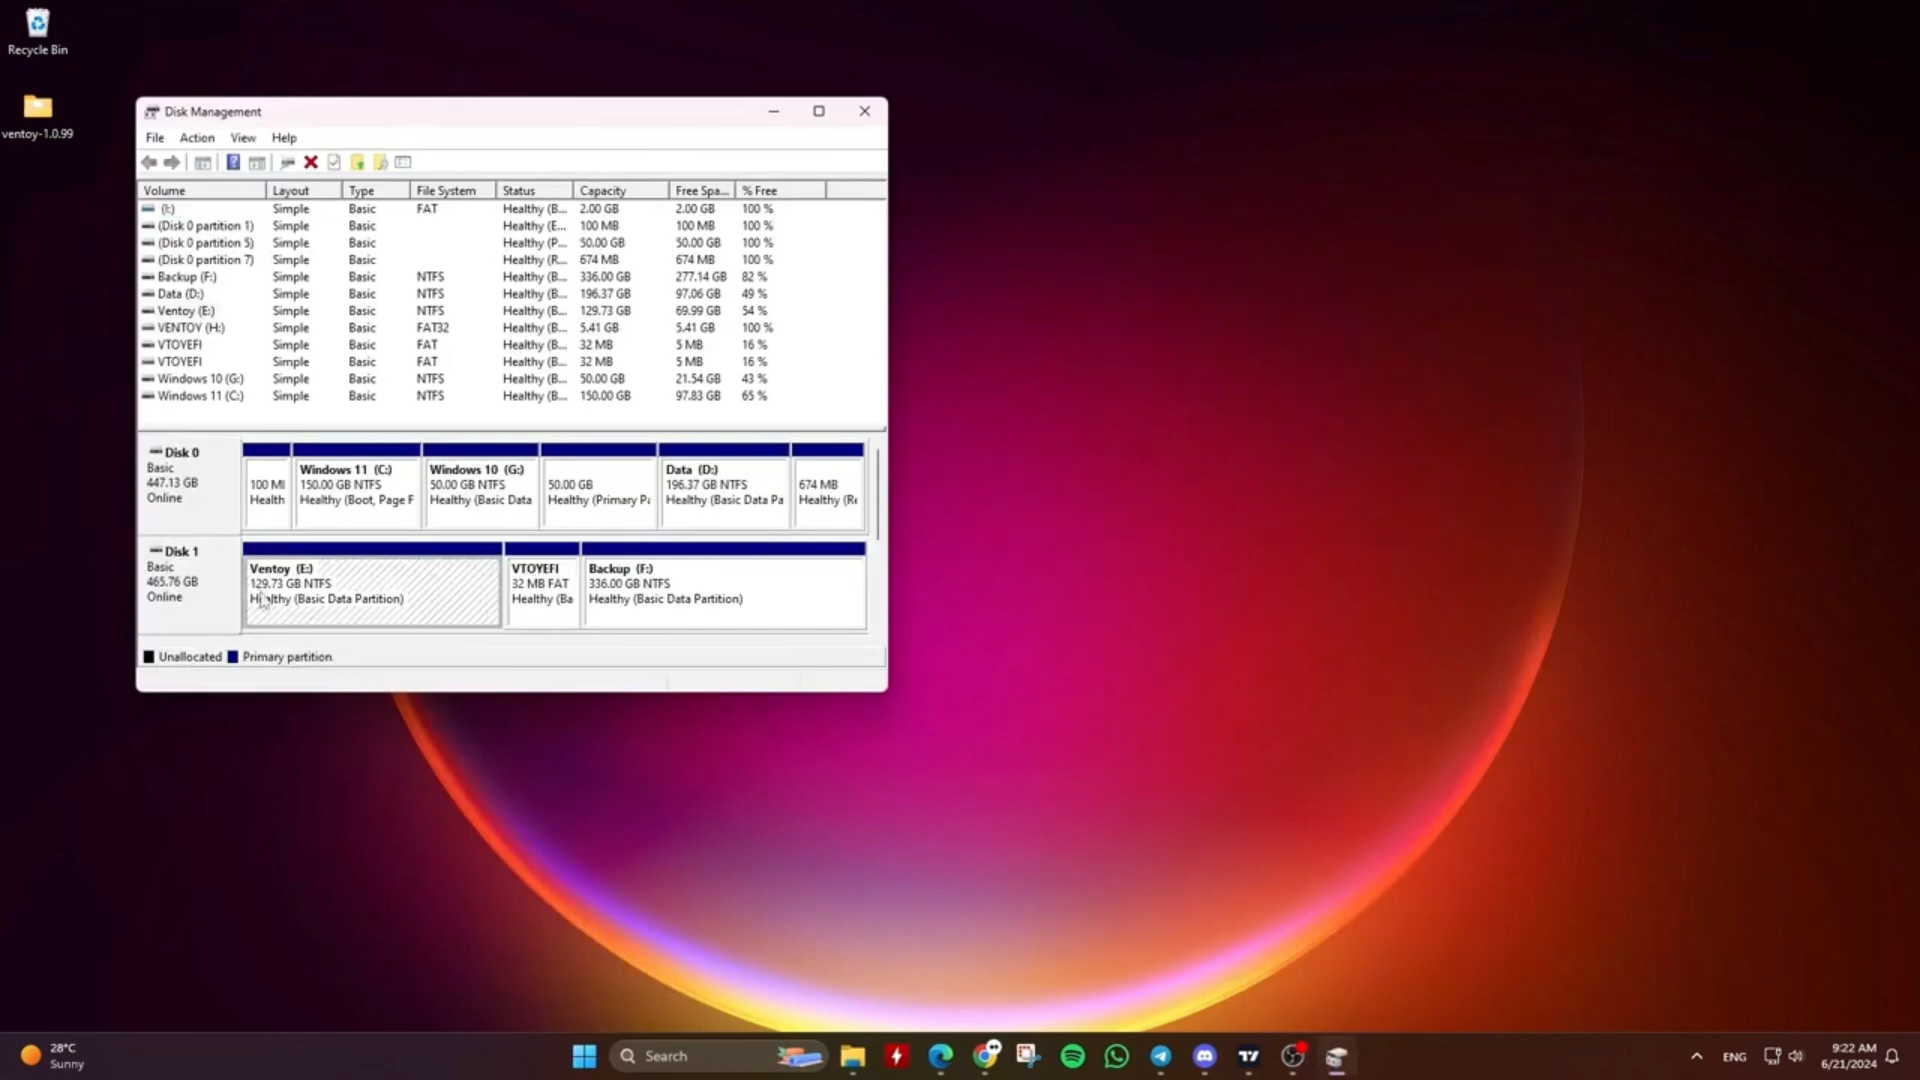 Recycle Bin
ventoy-1.0.99
Disk Management
File Action View Help
Volume Layout Type File System Status Capacity Free Spa... % Free
(I:) Simple Basic FAT Healthy (B... 2.00 GB 2.00 GB 100 %
(Disk 0 partition 1) Simple Basic Healthy (E... 100 MB 100 MB 100 %
(Disk 0 partition 5) Simple Basic Healthy (P... 50.00 GB 50.00 GB 100 %
(Disk 0 partition 7) Simple Basic Healthy (R... 674 MB 674 MB 100 %
Backup (F:) Simple Basic NTFS Healthy (B... 336.00 GB 277.14 GB 82 %
Data (D:) Simple Basic NTFS Healthy (B... 196.37 GB 97.06 GB 49 %
Ventoy (E:) Simple Basic NTFS Healthy (B... 129.73 GB 69.99 GB 54 %
VENTOY (H:) Simple Basic FAT32 Healthy (B... 5.41 GB 5.41 GB 100 %
VTOYEFI Simple Basic FAT Healthy (B... 32 MB 5 MB 16 %
VTOYEFI Simple Basic FAT Healthy (B... 32 MB 5 MB 16 %
Windows 10 (G:) Simple Basic NTFS Healthy (B... 50.00 GB 21.54 GB 43 %
Windows 11 (C:) Simple Basic NTFS Healthy (B... 150.00 GB 97.83 GB 65 %
Disk 0
Basic
447.13 GB
Online
100 MI
Health
Windows 11 (C:)
150.00 GB NTFS
Healthy (Boot, Page F
Windows 10 (G:)
50.00 GB NTFS
Healthy (Basic Data
50.00 GB
Healthy (Primary Pa
Data (D:)
196.37 GB NTFS
Healthy (Basic Data Pa
674 MB
Healthy (Re
Disk 1
Basic
465.76 GB
Online
Ventoy (E:)
129.73 GB NTFS
Healthy (Basic Data Partition)
VTOYEFI
32 MB FAT
Healthy (Ba
Backup (F:)
336.00 GB NTFS
Healthy (Basic Data Partition)
Unallocated Primary partition
28°C
Sunny
Search
ENG
9:22 AM
6/21/2024